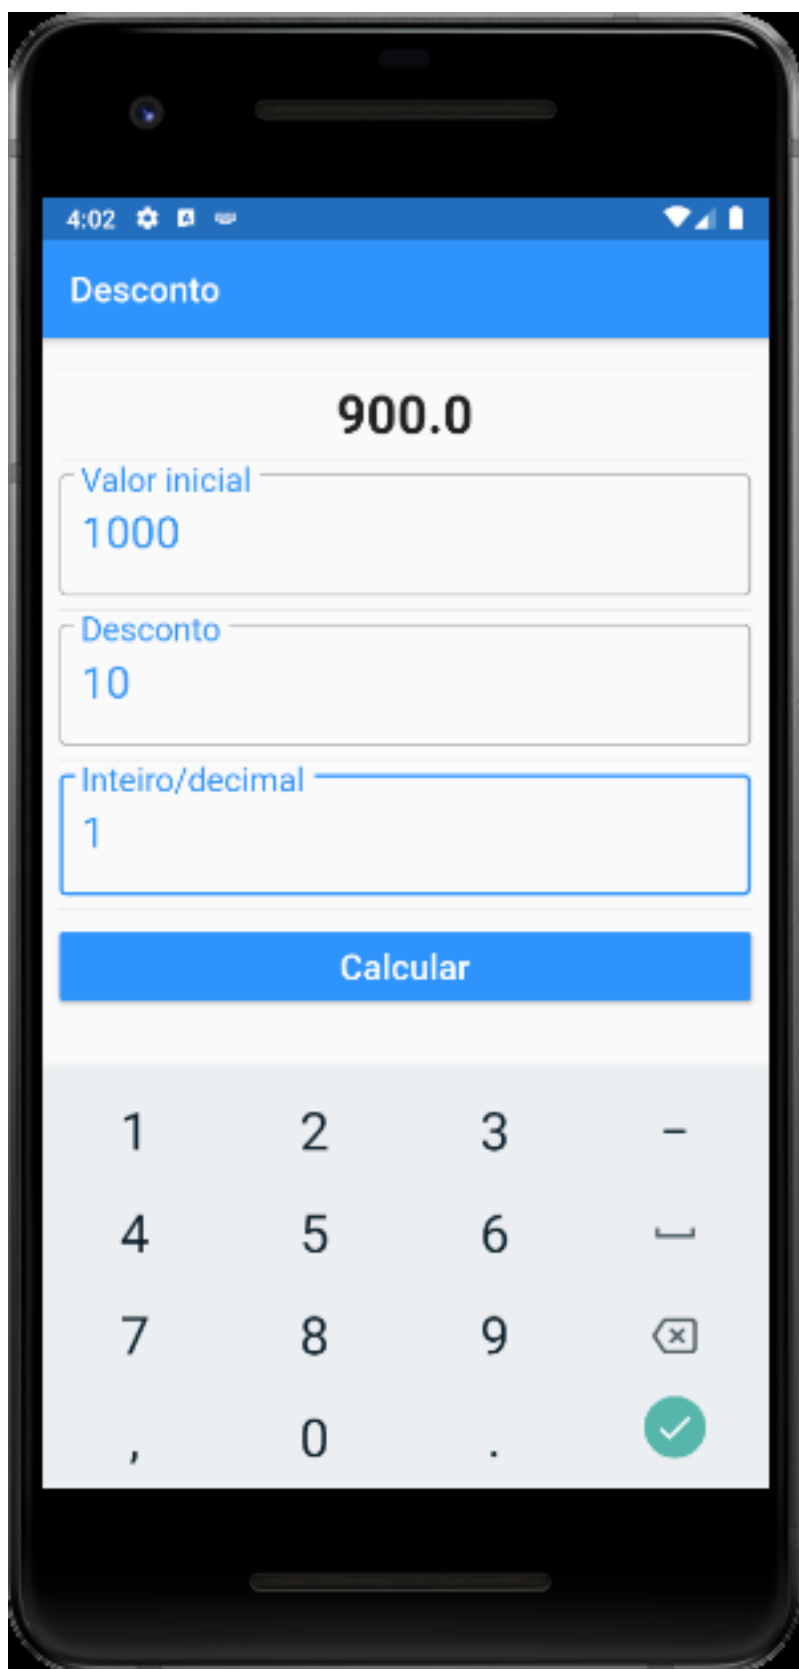 4:02
Desconto
900.0
Valor inicial
1000
Desconto
10
Inteiro/decimal
1
Calcular
1 2 3 -
4 5 6
7 8 9
, 0 .